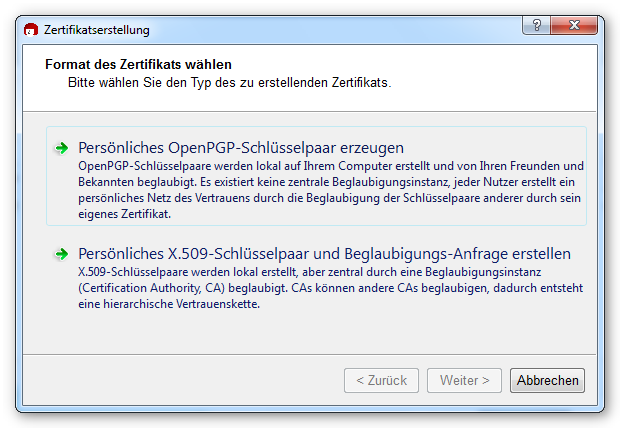 Zertifikatserstellung
Format des Zertifikats wählen
Bitte wählen Sie den Typ des zu erstellenden Zertifikats.
Persönliches OpenPGP-Schlüsselpaar erzeugen
OpenPGP-Schlüsselpaare werden lokal auf Ihrem Computer erstellt und von Ihren Freunden und
Bekannten beglaubigt. Es existiert keine zentrale Beglaubigungsinstanz, jeder Nutzer erstellt ein
persönliches Netz des Vertrauens durch die Beglaubigung der Schlüsselpaare anderer durch sein
eigenes Zertifikat.
Persönliches X.509-Schlüsselpaar und Beglaubigungs-Anfrage erstellen
X.509-Schlüsselpaare werden lokal erstellt, aber zentral durch eine Beglaubigungsinstanz
(Certification Authority, CA) beglaubigt. CAs können andere CAs beglaubigen, dadurch entsteht
eine hierarchische Vertrauenskette.
< Zurück Weiter > Abbrechen